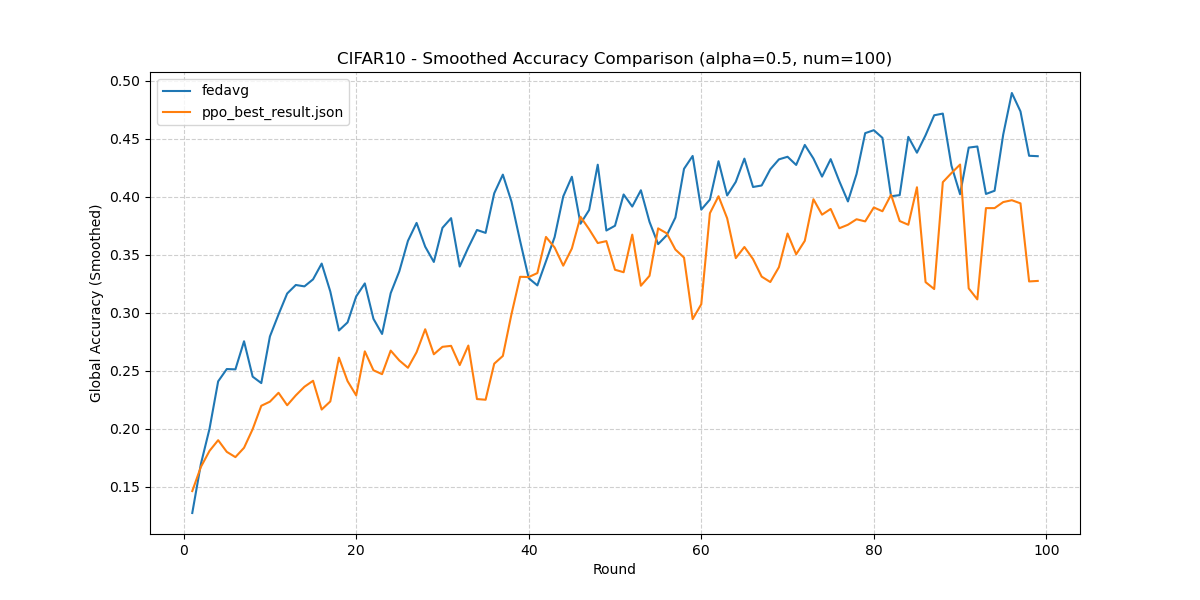 CIFAR10 - Smoothed Accuracy Comparison (alpha=0.5, num=100)
fedavg
ppo_best_result.json
Global Accuracy (Smoothed)
0.50
0.45
0.40
0.35
0.30
0.25
0.20
0.15
0 20 40 60 80 100
Round